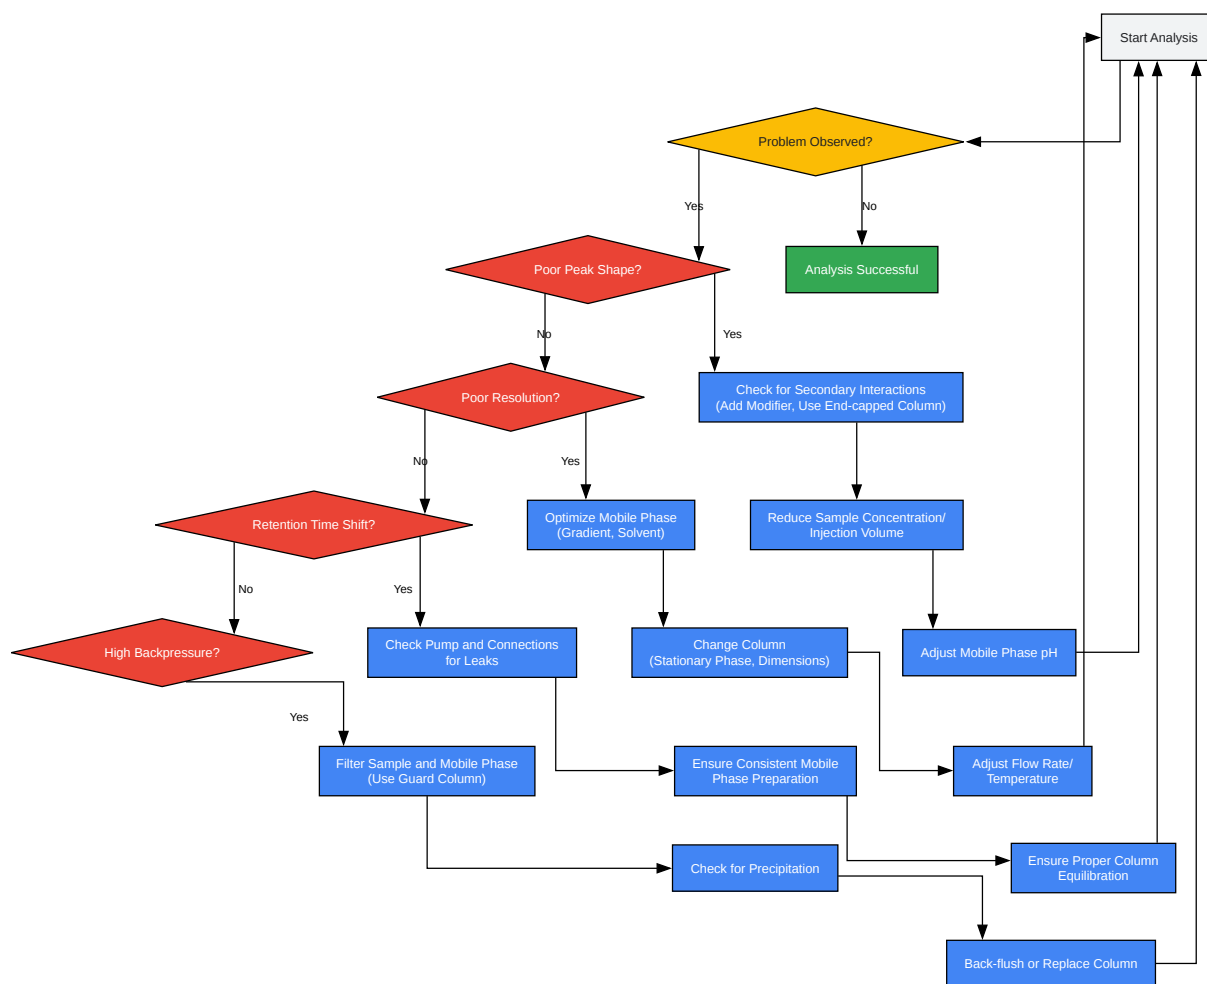 Start Analysis
Problem Observed?
Yes
No
Poor Peak Shape?
Analysis Successful
No
Yes
Poor Resolution?
Check for Secondary Interactions
(Add Modifier, Use End-capped Column)
No
Yes
Retention Time Shift?
Optimize Mobile Phase
(Gradient, Solvent)
Reduce Sample Concentration/
Injection Volume
No
Yes
High Backpressure?
Check Pump and Connections
for Leaks
Change Column
(Stationary Phase, Dimensions)
Adjust Mobile Phase pH
Yes
Filter Sample and Mobile Phase
(Use Guard Column)
Ensure Consistent Mobile
Phase Preparation
Adjust Flow Rate/
Temperature
Check for Precipitation
Ensure Proper Column
Equilibration
Back-flush or Replace Column